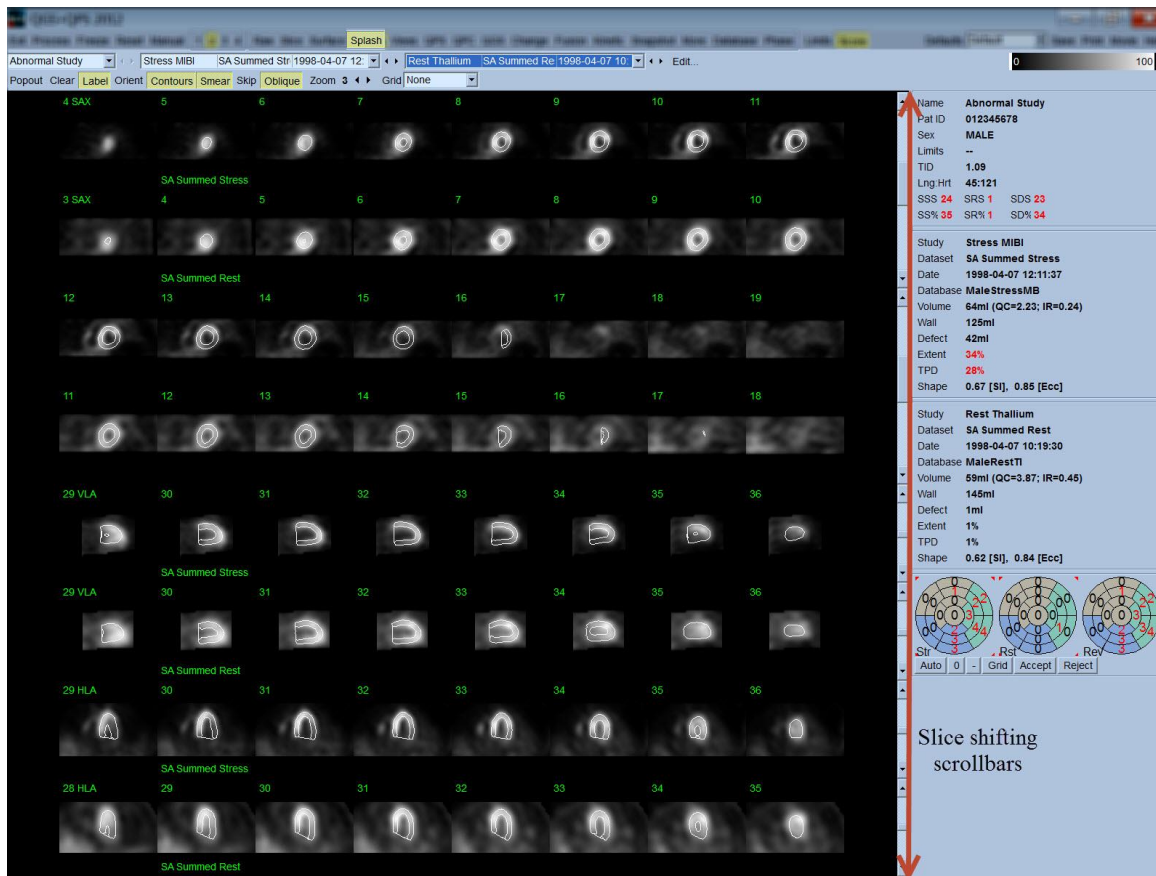 QGS+QPS 2012
Splash
Abnormal Study Stress MIBI SA Summed Str 1998-04-07 12: Rest Thallium SA Summed Re 1998-04-07 10: Edit...
0 100
Popout Clear Label Orient Contours Smear Skip Oblique Zoom 3 Grid None
4 SAX 5 6 7 8 9 10 11
SA Summed Stress
3 SAX 4 5 6 7 8 9 10
SA Summed Rest
12 13 14 15 16 17 18 19
11 12 13 14 15 16 17 18
29 VLA 30 31 32 33 34 35 36
SA Summed Stress
29 VLA 30 31 32 33 34 35 36
SA Summed Rest
29 HLA 30 31 32 33 34 35 36
SA Summed Stress
28 HLA 29 30 31 32 33 34 35
SA Summed Rest
Name Abnormal Study
Pat ID 012345678
Sex MALE
Limits --
TID 1.09
Lng:Hrt 45:121
SSS 24 SRS 1 SDS 23
SS% 35 SR% 1 SD% 34
Study Stress MIBI
Dataset SA Summed Stress
Date 1998-04-07 12:11:37
Database MaleStressMB
Volume 64ml (QC=2.23; IR=0.24)
Wall 125ml
Defect 42ml
Extent 34%
TPD 28%
Shape 0.67 [SI], 0.85 [Ecc]
Study Rest Thallium
Dataset SA Summed Rest
Date 1998-04-07 10:19:30
Database MaleRestTl
Volume 59ml (QC=3.87; IR=0.45)
Wall 145ml
Defect 1ml
Extent 1%
TPD 1%
Shape 0.62 [SI], 0.84 [Ecc]
Str Rst Rev
Auto 0 - Grid Accept Reject
Slice shifting
scrollbars